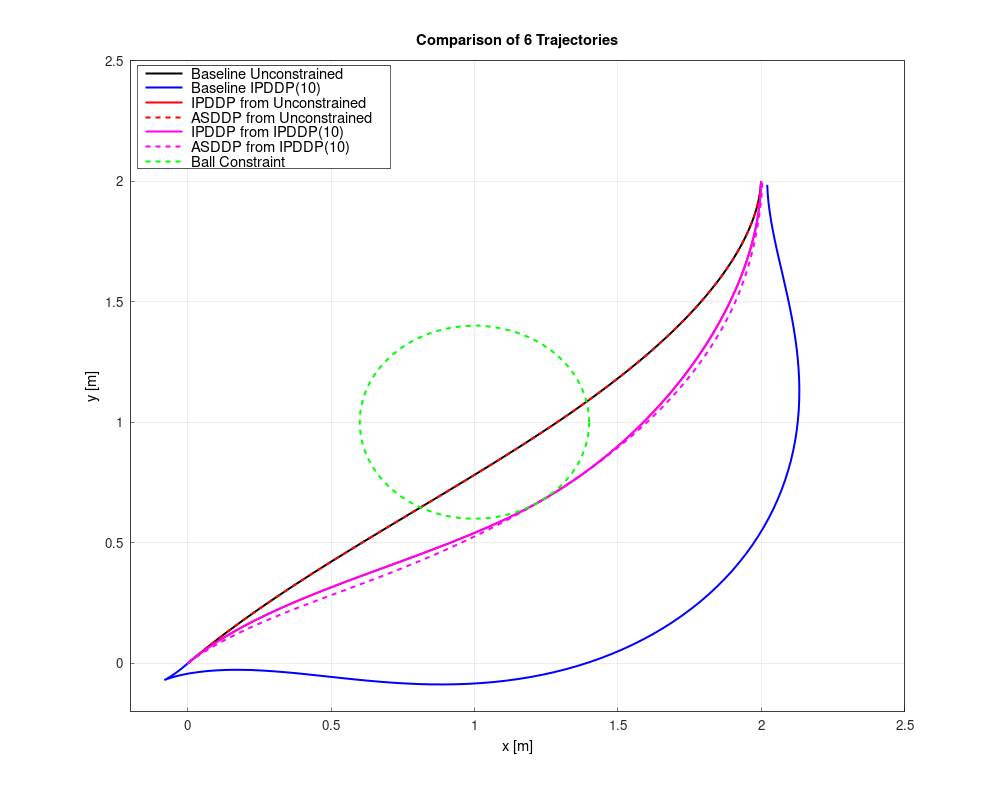 Comparison of 6 Trajectories
2.5
Baseline Unconstrained
Baseline IPDDP(10)
IPDDP from Unconstrained
ASDDP from Unconstrained
IPDDP from IPDDP(10)
ASDDP from IPDDP(10)
Ball Constraint
2
1.5
y [m]
1
0.5
0
0 0.5 1 1.5 2 2.5
x [m]